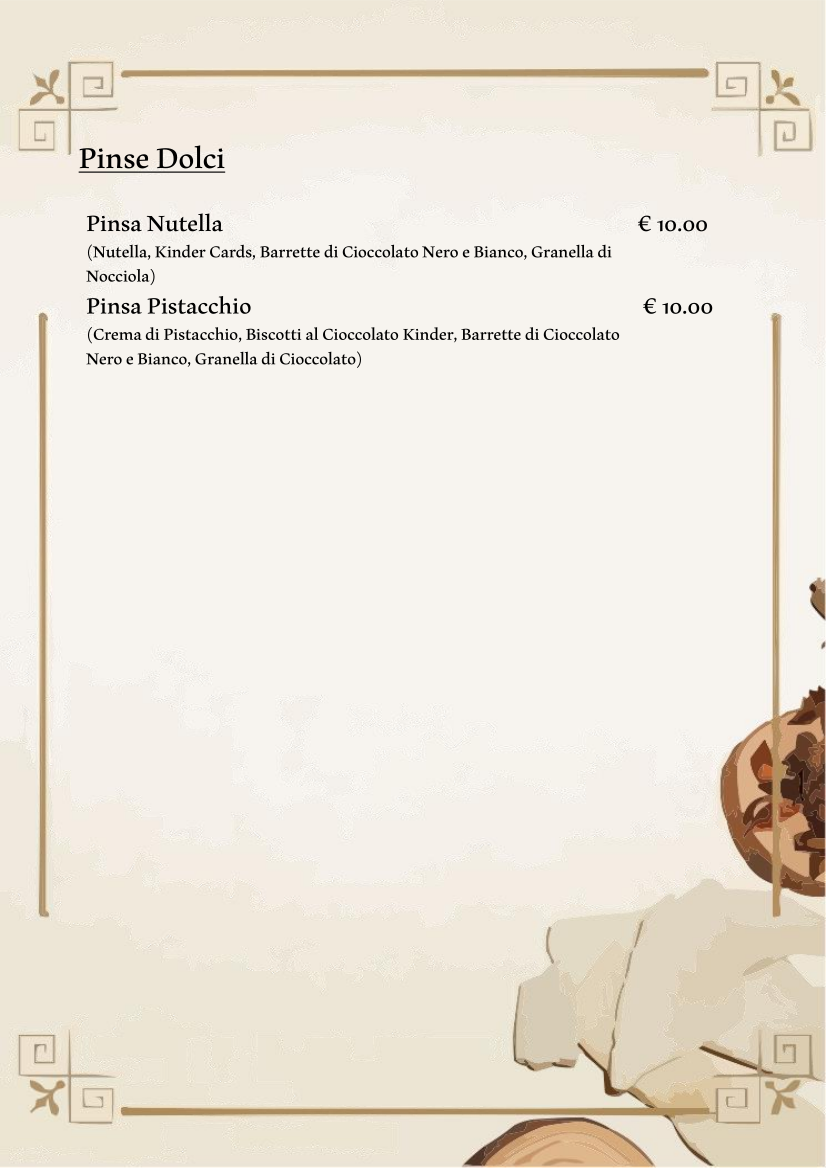 Pinse Dolci
Pinsa Nutella € 10.00
(Nutella, Kinder Cards, Barrette di Cioccolato Nero e Bianco, Granella di
Nocciola)
Pinsa Pistacchio € 10.00
(Crema di Pistacchio, Biscotti al Cioccolato Kinder, Barrette di Cioccolato
Nero e Bianco, Granella di Cioccolato)